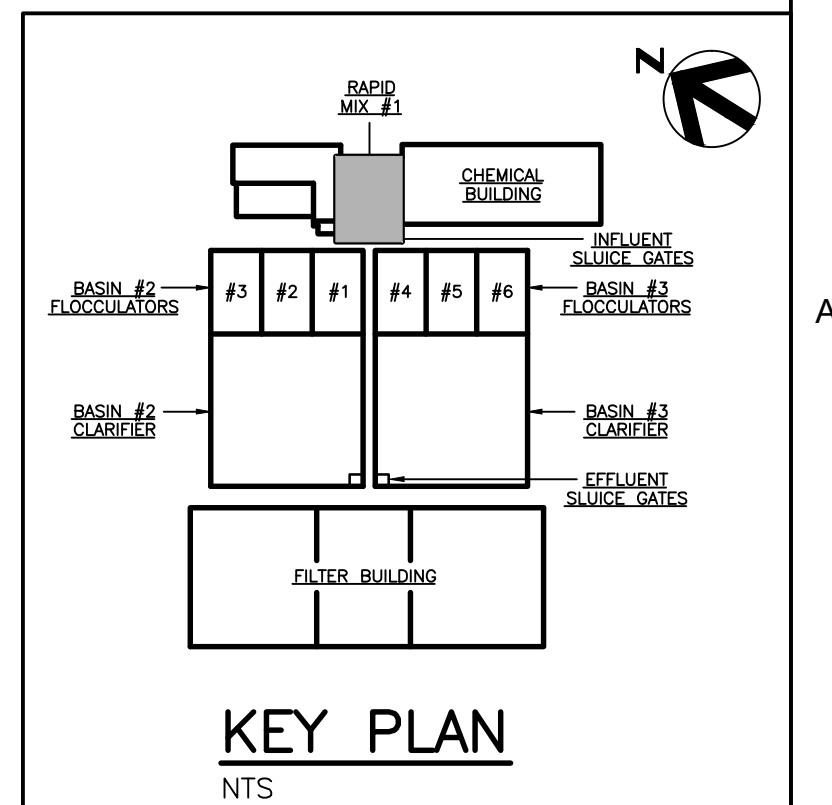 N
RAPID
MIX #1
CHEMICAL
BUILDING
INFLUENT
SLUICE GATES
BASIN #2
FLOCCULATORS
#3 #2 #1 #4 #5 #6
BASIN #3
FLOCCULATORS
A
BASIN #2
CLARIFIER
BASIN #3
CLARIFIER
EFFLUENT
SLUICE GATES
FILTER BUILDING
KEY PLAN
NTS